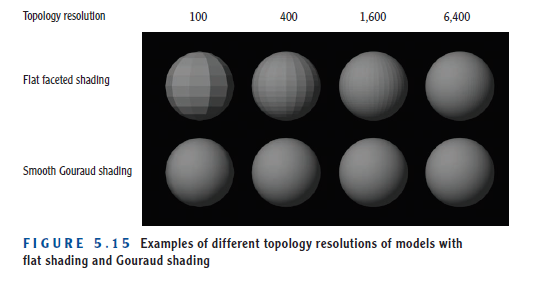 Topology resolution 100 400 1,600 6,400
Flat faceted shading
Smooth Gouraud shading
FIGURE 5.15 Examples of different topology resolutions of models with
flat shading and Gouraud shading